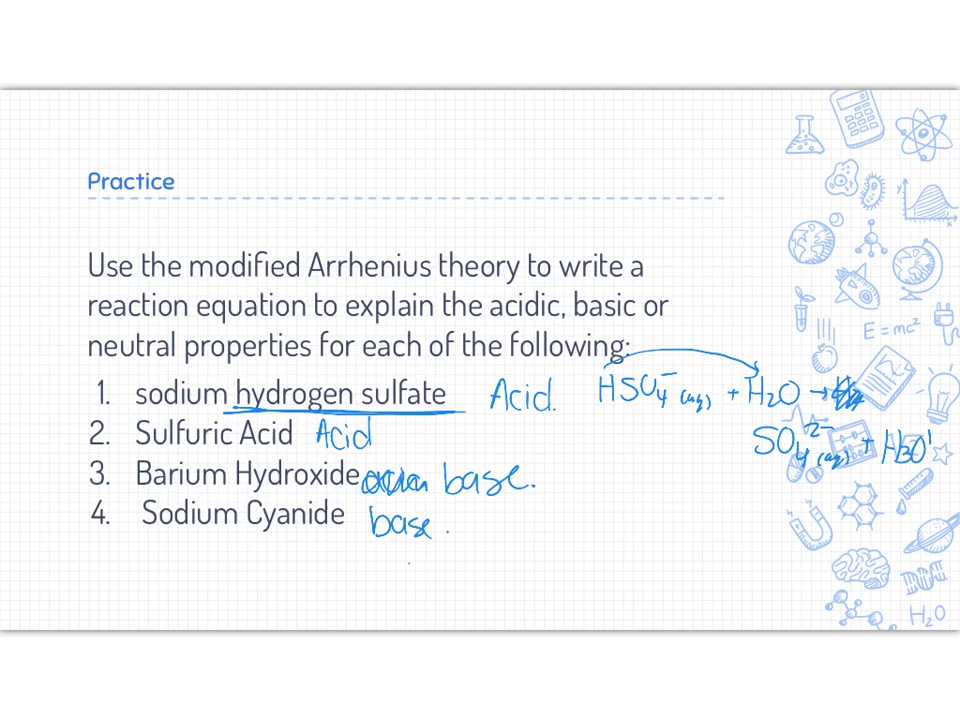 Practice
Use the modified Arrhenius theory to write a
reaction equation to explain the acidic, basic or
neutral properties for each of the following:
1. sodium hydrogen sulfate Acid. HSO₄⁻ (aq) + H₂O →
SO₄²⁻ (aq) + H3O⁺
2. Sulfuric Acid Acid
3. Barium Hydroxide base.
4. Sodium Cyanide base.
E=mc²
y
x
H₂O